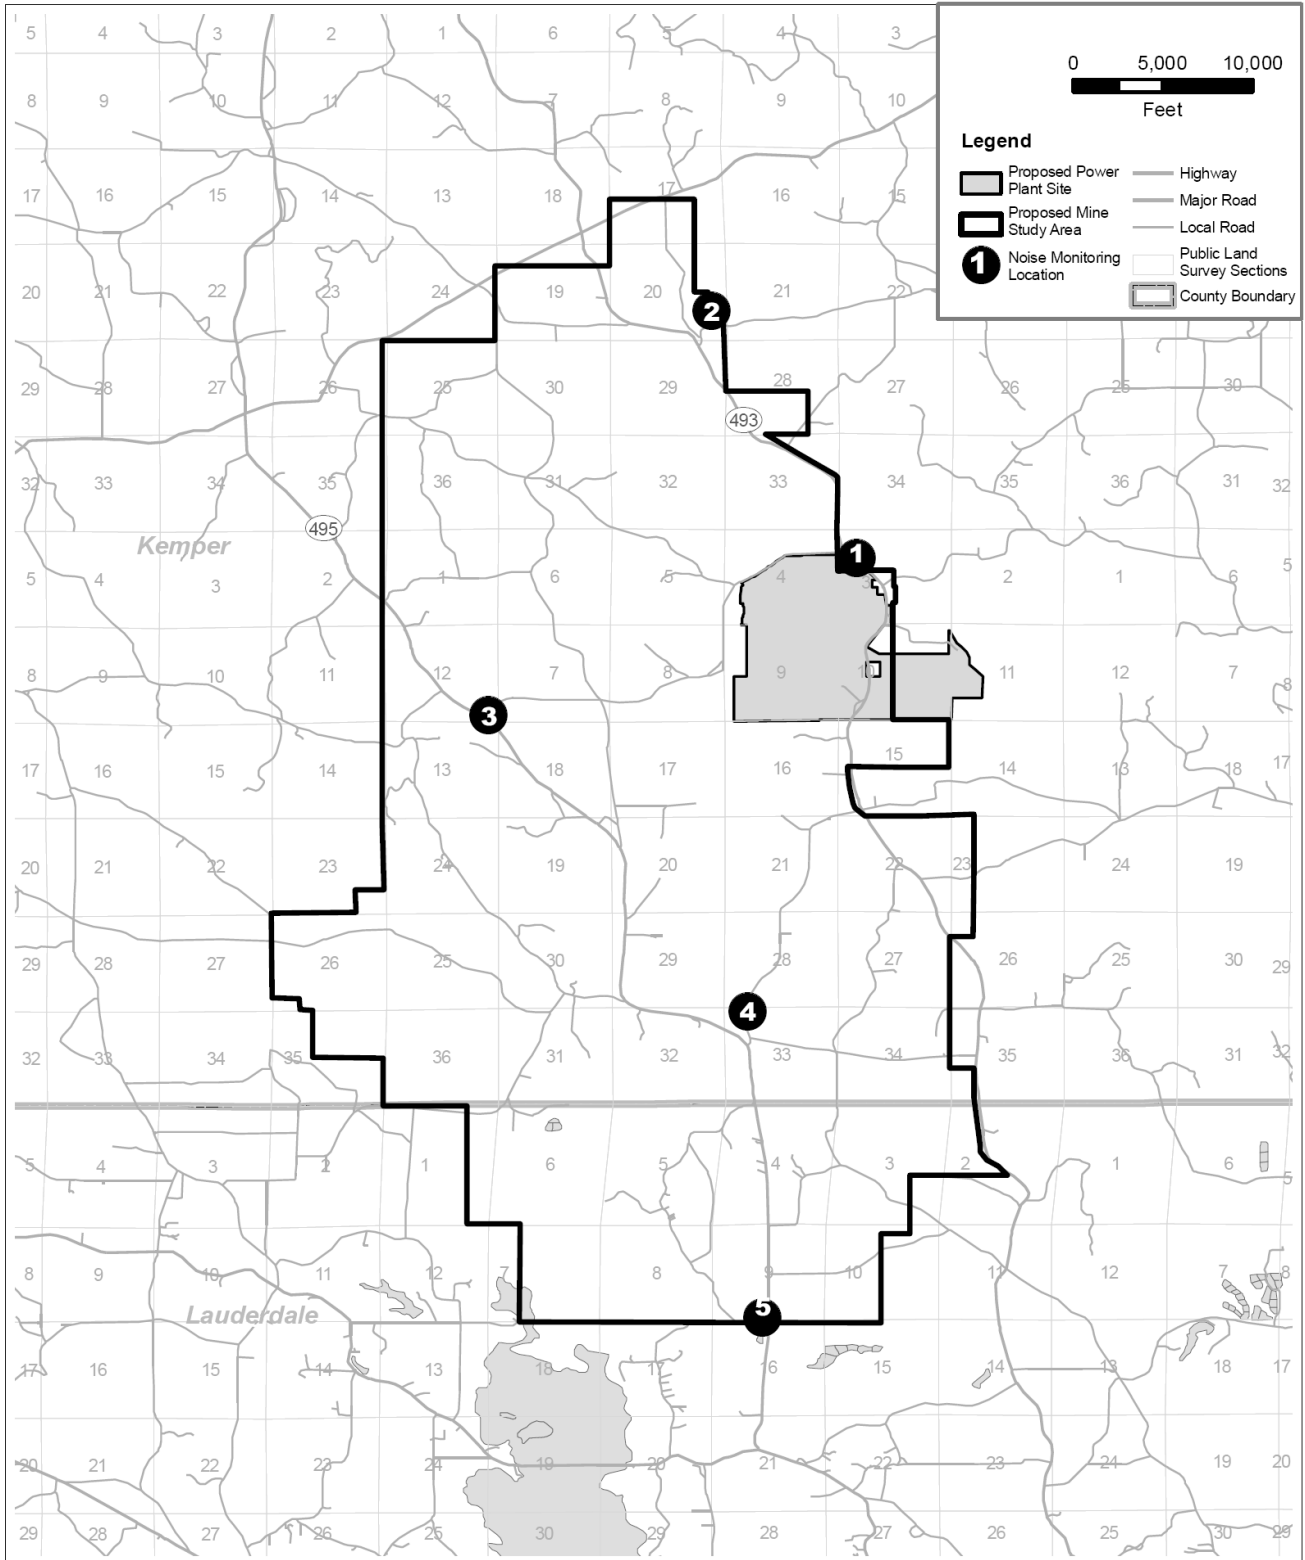 5 4 3 2 1 6 5 4 3
0 5,000 10,000
Feet
8 9 10 11 12 7 8 9 10
Legend
Proposed Power
Plant Site
Highway
Major Road
Proposed Mine
Study Area
Local Road
1
Noise Monitoring
Location
Public Land
Survey Sections
County Boundary
17 16 15 14 13 18 17 16 15
20 21 22 23 24 19 20 21 22
2
29 28 27 26 25 30 29 28 27 26 25 30
493
32 33 34 35 36 31 32 33 34 35 36 31 32
495
Kemper
1
5 4 3 2 1 6 5 4 3 2 1 6 5
8 9 10 11 12 7 8 9 10 11 12 7 8
3
17 16 15 14 13 18 17 16 15 14 13 18 17
20 21 22 23 24 19 20 21 22 23 24 19
29 28 27 26 25 30 29 28 27 26 25 30 29
4
32 33 34 35 36 31 32 33 34 35 36 31 32
5 4 3 2 1 6 5 4 3 2 1 6 5
8 9 10 11 12 7 8 9 10 11 12 7 8
Lauderdale
5
17 16 15 14 13 18 17 16 15 14 13 18 17
20 21 22 23 24 19 20 21 22 23 24 19 20
29 28 27 26 25 30 29 28 27 26 25 30 29